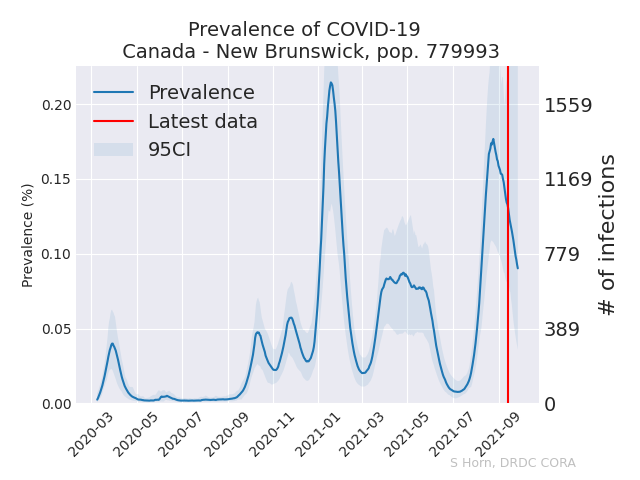 Prevalence of COVID-19
Canada - New Brunswick, pop. 779993
Prevalence
Latest data
95CI
Prevalence (%)
0.20
0.15
0.10
0.05
0.00
1559
1169
779
389
0
# of infections
2020-03
2020-05
2020-07
2020-09
2020-11
2021-01
2021-03
2021-05
2021-07
2021-09
S Horn, DRDC CORA